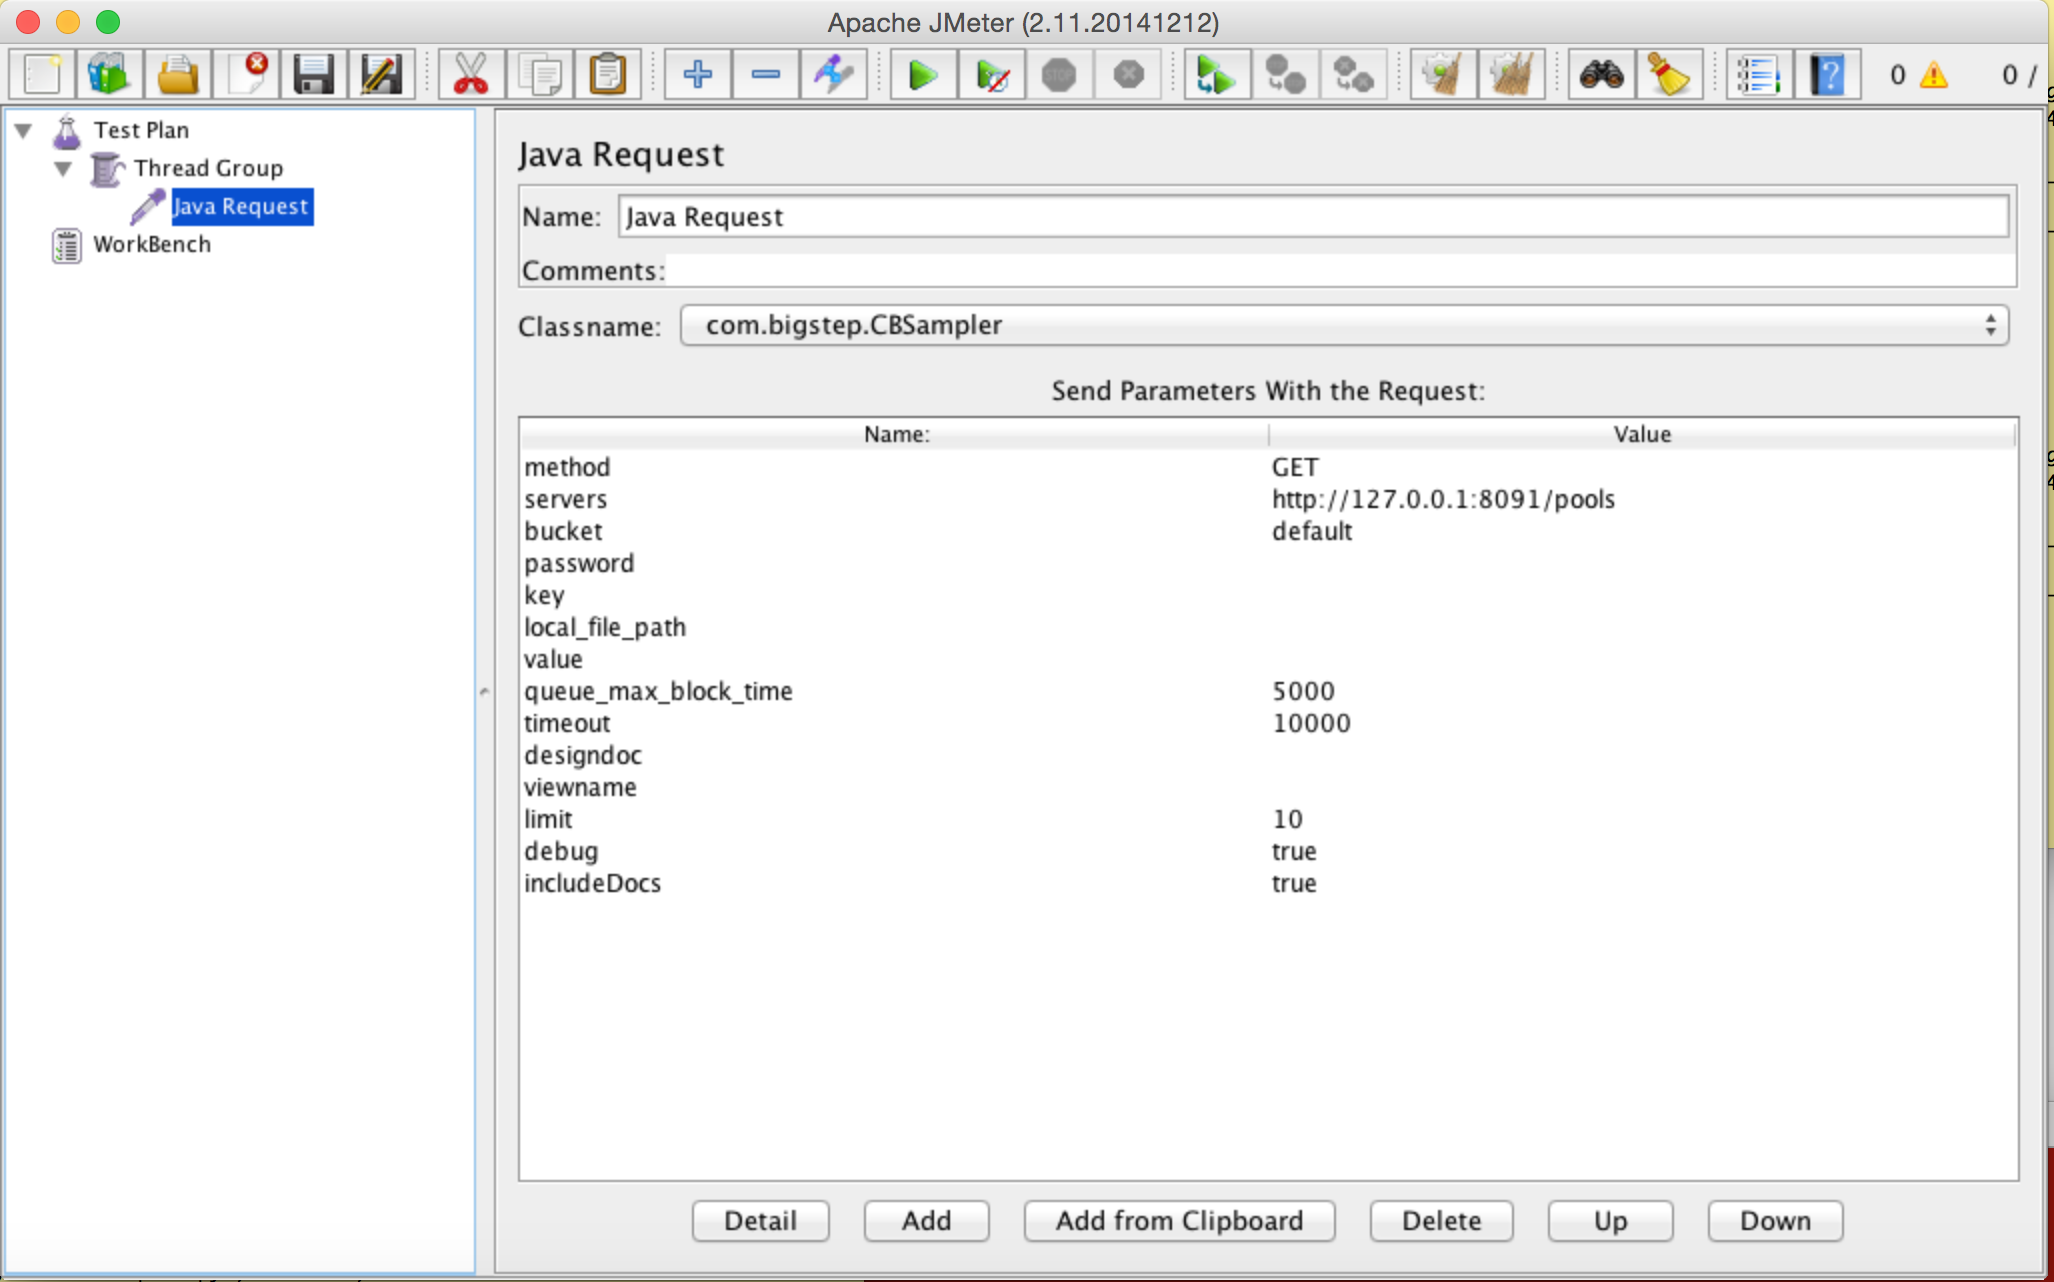 Apache JMeter (2.11.20141212)
STOP
0
0 /
Test Plan
Thread Group
Java Request
WorkBench
Java Request
Name: Java Request
Comments:
Classname: com.bigstep.CBSampler
Send Parameters With the Request:
Name: Value
method GET
servers http://127.0.0.1:8091/pools
bucket default
password
key
local_file_path
value
queue_max_block_time 5000
timeout 10000
designdoc
viewname
limit 10
debug true
includeDocs true
Detail Add Add from Clipboard Delete Up Down